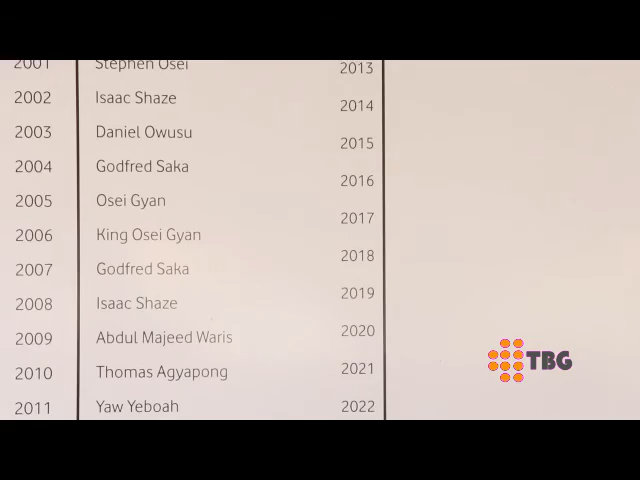 2001 Stephen Osei 2013
2002 Isaac Shaze 2014
2003 Daniel Owusu 2015
2004 Godfred Saka 2016
2005 Osei Gyan 2017
2006 King Osei Gyan 2018
2007 Godfred Saka 2019
2008 Isaac Shaze 2020
2009 Abdul Majeed Waris 2021
2010 Thomas Agyapong 2022
2011 Yaw Yeboah
TBG